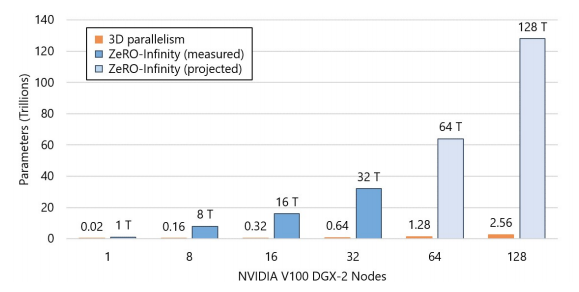 140
120
100
80
60
40
20
0
Parameters (Trillions)
3D parallelism
ZeRO-Infinity (measured)
ZeRO-Infinity (projected)
0.02 1 T
0.16 8 T
0.32 16 T
0.64 32 T
1.28 64 T
2.56 128 T
1 8 16 32 64 128
NVIDIA V100 DGX-2 Nodes